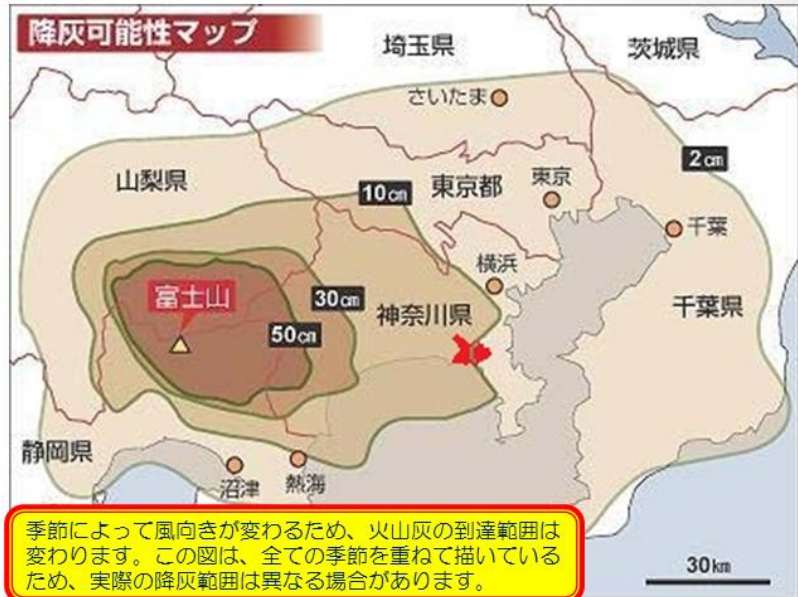 降灰可能性マップ
埼玉県
茨城県
さいたま
2㎝
山梨県
10㎝
東京都
東京
千葉
横浜
富士山
30㎝
神奈川県
千葉県
50㎝
静岡県
沼津
熱海
季節によって風向きが変わるため、火山灰の到達範囲は
変わります。この図は、全ての季節を重ねて描いている
ため、実際の降灰範囲は異なる場合があります。
30㎞